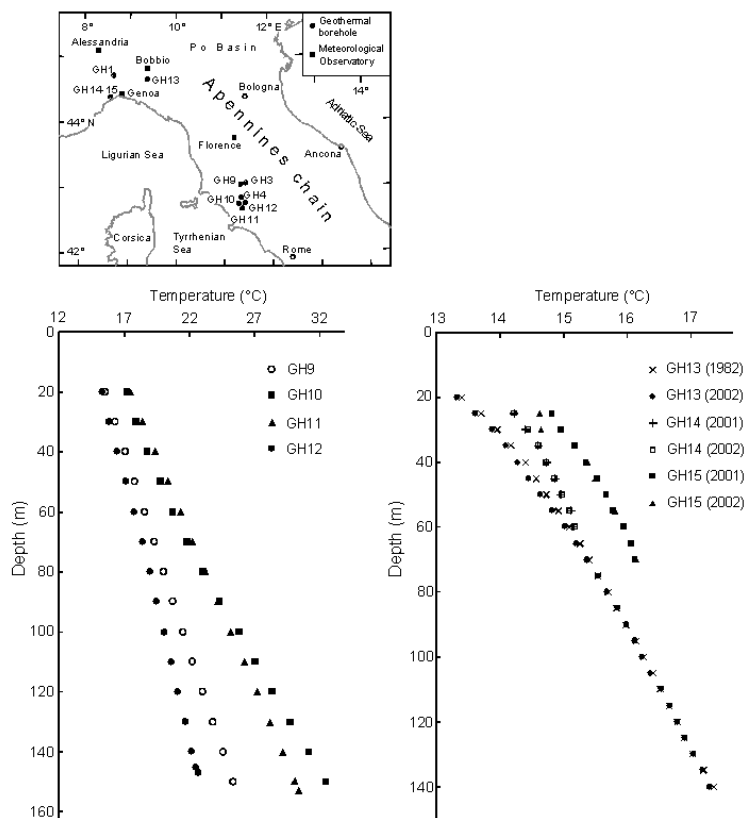 8° 10 12 E
Geothermal borehole
Meteorological Observatory
14°
Alessandria
Po Basin
Bobbio
GH1
GH13
GH14-15
Genoa
Bologna
Apennines chain
Adriatic Sea
44° N
Florence
Ligurian Sea
Ancona
GH9
GH3
GH4
GH10
GH12
GH11
Corsica
Tyrrhenian Sea
Rome
42°
Temperature (°C)
12 17 22 27 32
0
20
40
60
80
100
120
140
160
Depth (m)
GH9
GH10
GH11
GH12
Temperature (°C)
13 14 15 16 17
0
20
40
60
80
100
120
140
Depth (m)
GH13 (1982)
GH13 (2002)
GH14 (2001)
GH14 (2002)
GH15 (2001)
GH15 (2002)